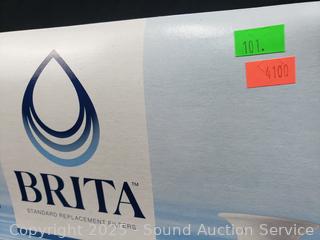 101.
4100
BRITA™
STANDARD REPLACEMENT FILTERS
Copyright 2025 Sound Auction Service